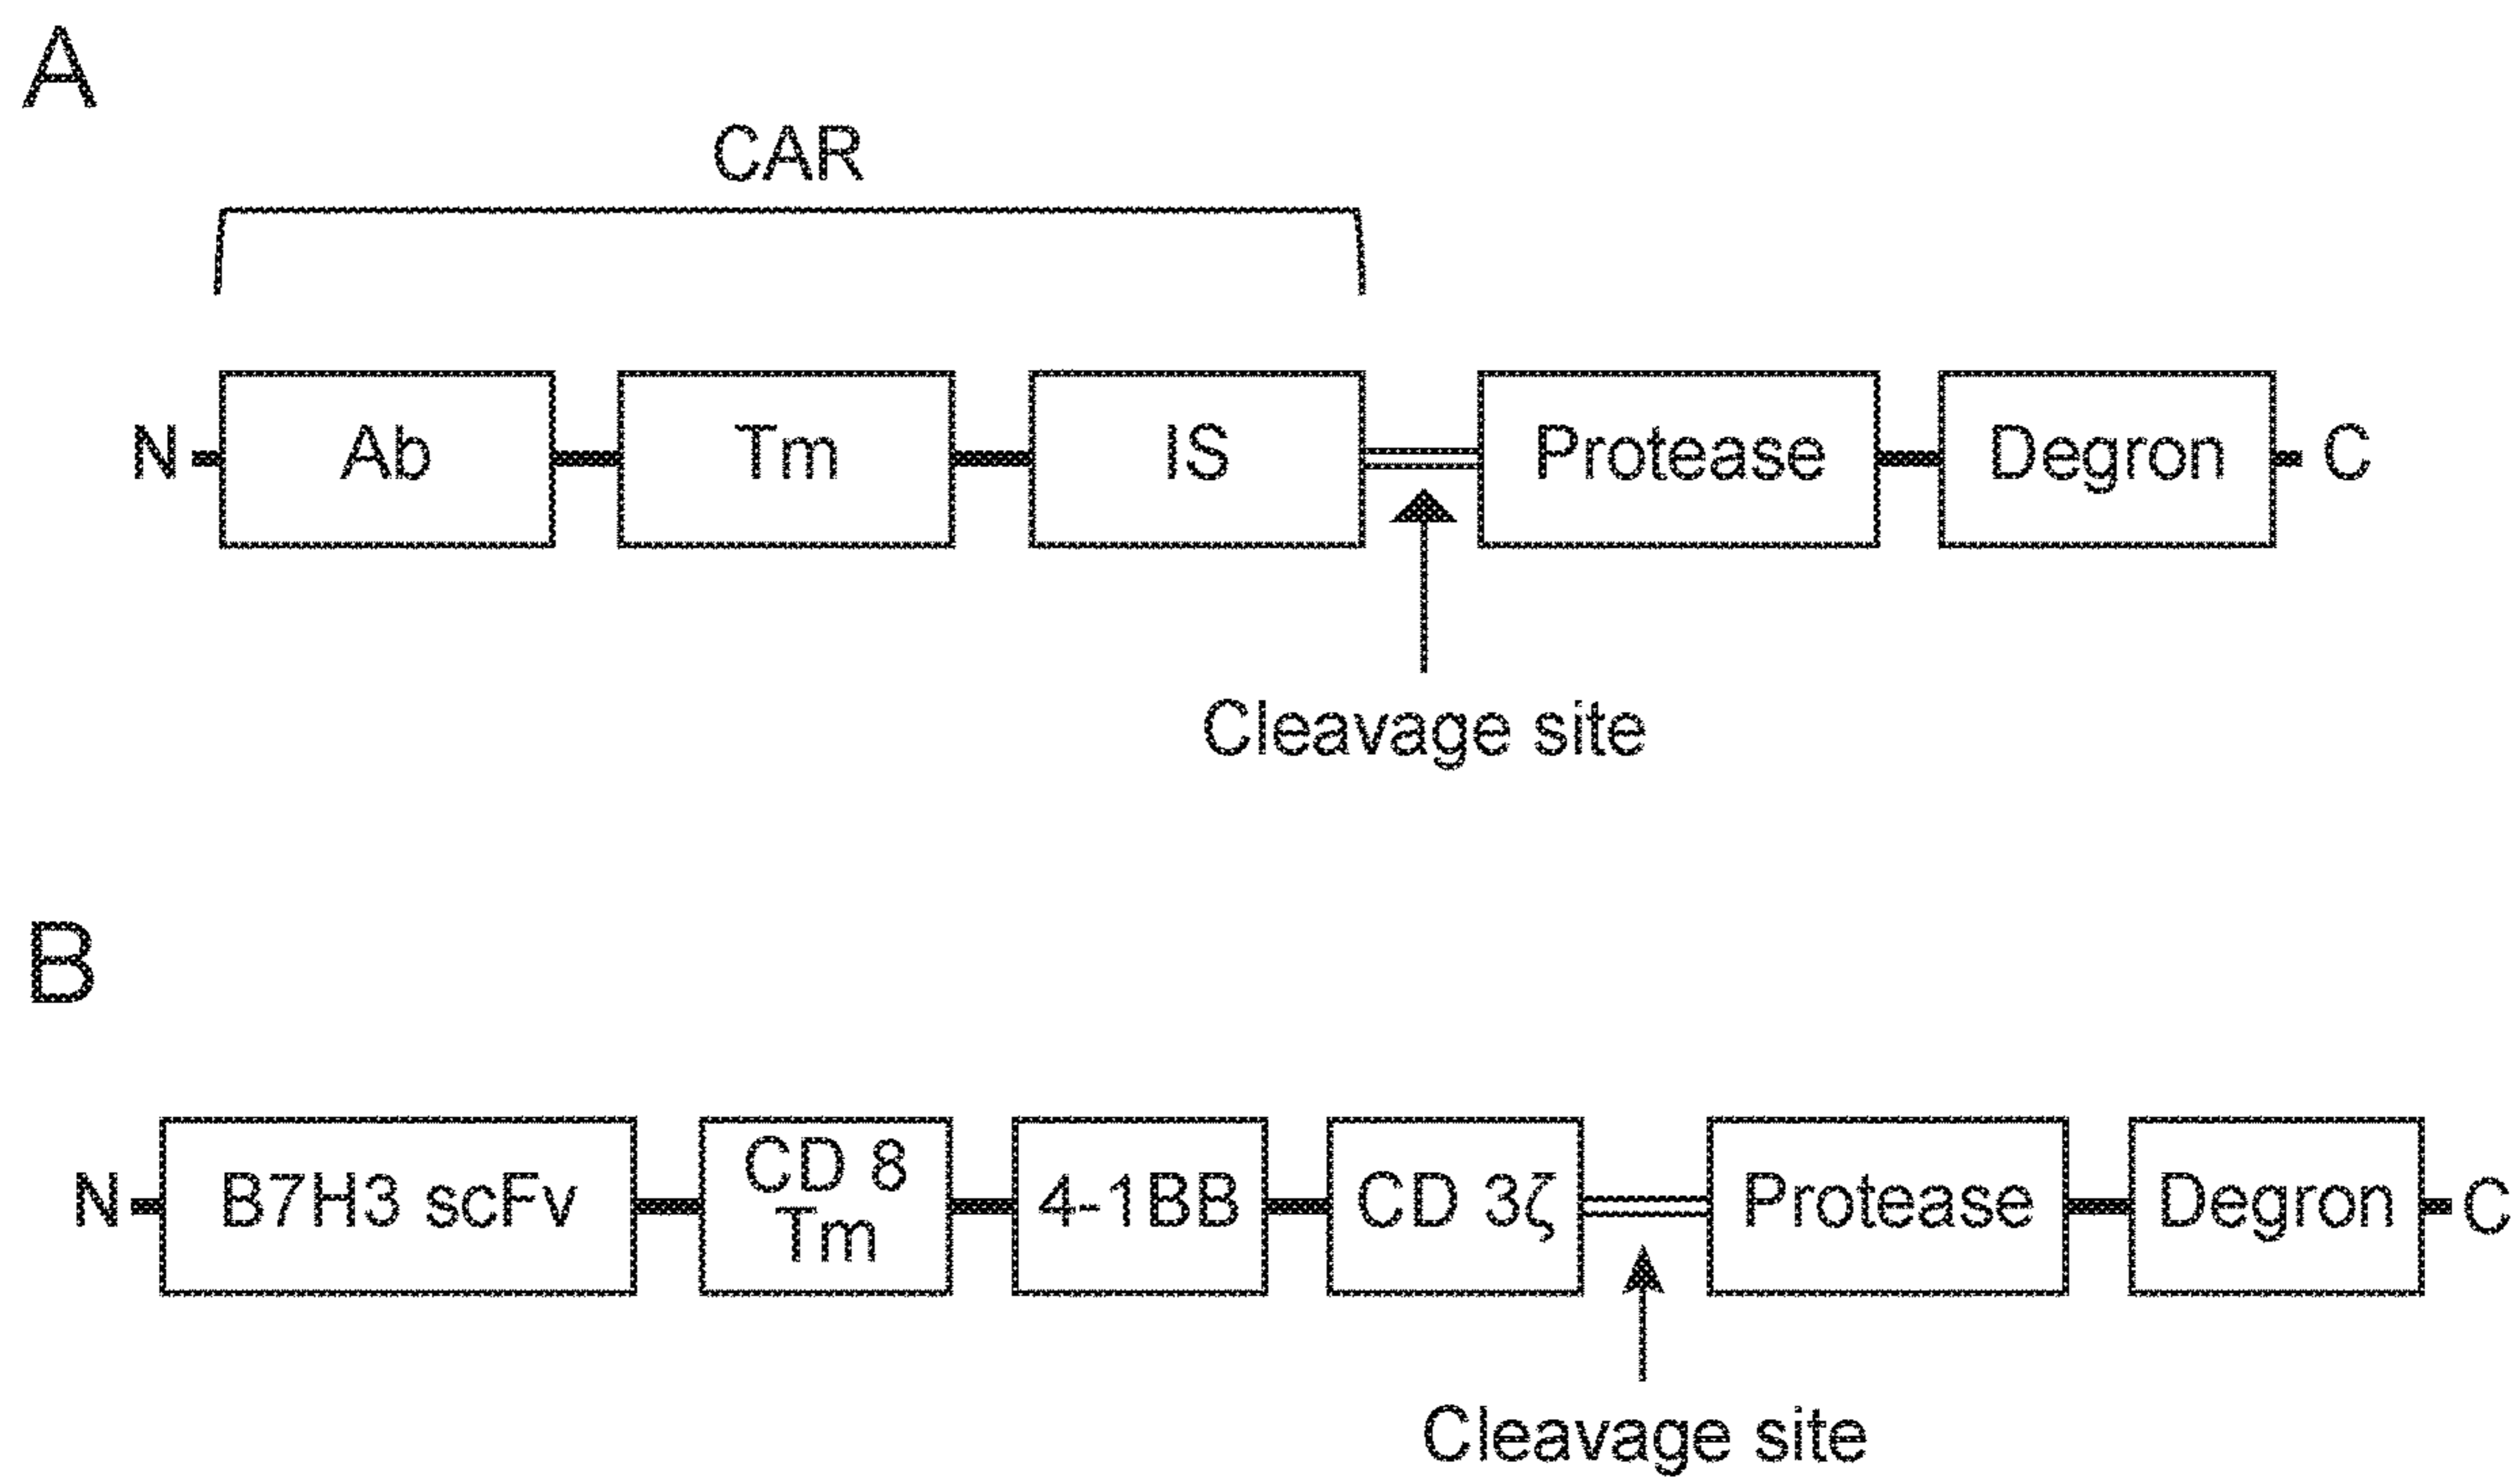 A
CAR
N Ab Tm IS Protease Degron C
Cleavage site
B
N B7H3 scFv CD 8 Tm 4-1BB CD 3ζ Protease Degron C
Cleavage site